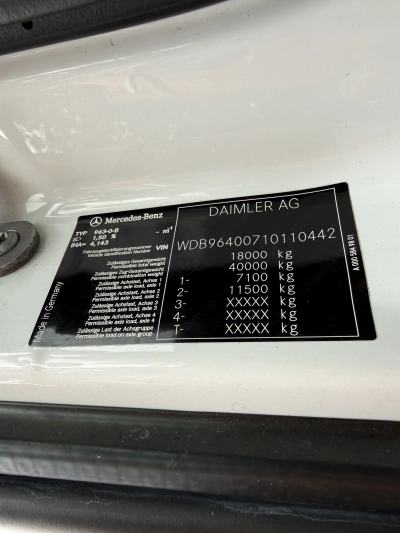 DAIMLER AG
Mercedes-Benz
TYP 963-0-B - m⁻¹
ED 1,50 %
IHA= 4,143
Fahrzeugidentifizierungsnummer
Vehicle Identification Number
VIN WDB96400710110442
Zulässiges Gesamtgewicht
Permissible total weight
18000 kg
Zulässiges Zug-Gesamtgewicht
Permissible combination weight
40000 kg
Zulässige Achslast, Achse 1
Permissible axle load, axle 1
1- 7100 kg
Zulässige Achslast, Achse 2
Permissible axle load, axle 2
2- 11500 kg
Zulässige Achslast, Achse 3
Permissible axle load, axle 3
3- XXXXX kg
Zulässige Achslast, Achse 4
Permissible axle load, axle 4
4- XXXXX kg
Zulässige Last der Achsgruppe
Permissible load on axle group
T- XXXXX kg
Made in Germany